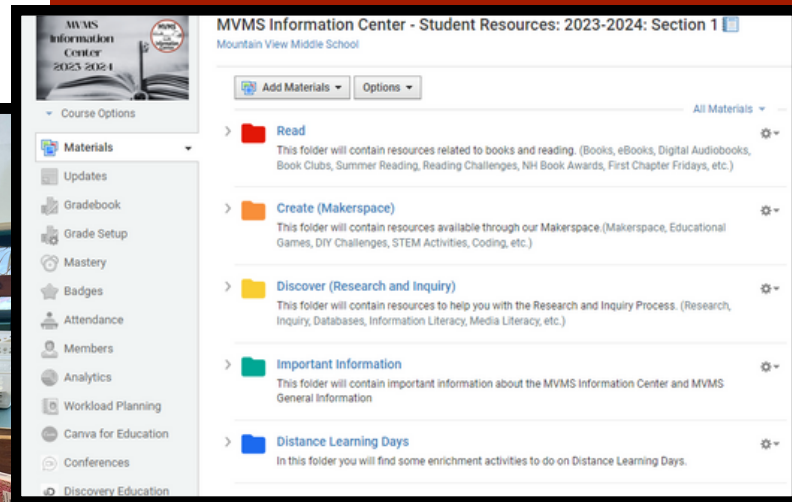 MVMS
Information
Center
2023-2024
MVMS Information Center - Student Resources: 2023-2024: Section 1
Mountain View Middle School
Course Options
Materials
Updates
Gradebook
Grade Setup
Mastery
Badges
Attendance
Members
Analytics
Workload Planning
Canva for Education
Conferences
Discovery Education
Add Materials
Options
All Materials
Read
This folder will contain resources related to books and reading. (Books, eBooks, Digital Audiobooks,
Book Clubs, Summer Reading, Reading Challenges, NH Book Awards, First Chapter Fridays, etc.)
Create (Makerspace)
This folder will contain resources available through our Makerspace.(Makerspace, Educational
Games, DIY Challenges, STEM Activities, Coding, etc.)
Discover (Research and Inquiry)
This folder will contain resources to help you with the Research and Inquiry Process. (Research,
Inquiry, Databases, Information Literacy, Media Literacy, etc.)
Important Information
This folder will contain important information about the MVMS Information Center and MVMS
General Information
Distance Learning Days
In this folder you will find some enrichment activities to do on Distance Learning Days.